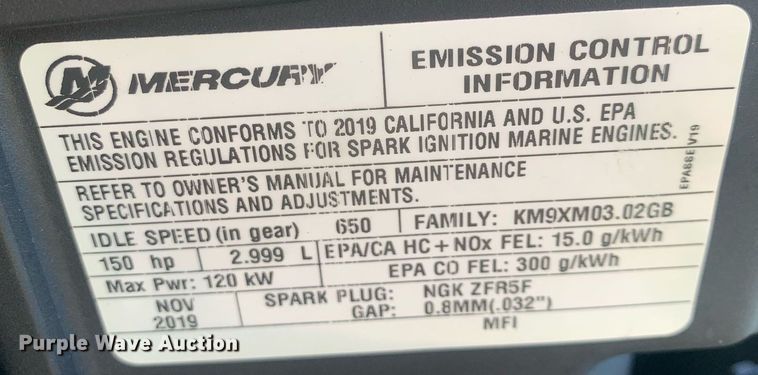 MERCURY
EMISSION CONTROL
INFORMATION
THIS ENGINE CONFORMS TO 2019 CALIFORNIA AND U.S. EPA
EMISSION REGULATIONS FOR SPARK IGNITION MARINE ENGINES.
EPA68E V19
REFER TO OWNER'S MANUAL FOR MAINTENANCE
SPECIFICATIONS AND ADJUSTMENTS.
IDLE SPEED (in gear) 650
FAMILY: KM9XM03.02GB
150 hp 2.999 L
EPA/CA HC + NOx FEL: 15.0 g/kWh
Max Pwr: 120 kW
EPA CO FEL: 300 g/kWh
NOV
2019
SPARK PLUG: NGK ZFR5F
GAP: 0.8MM(.032")
MFI
Purple Wave Auction